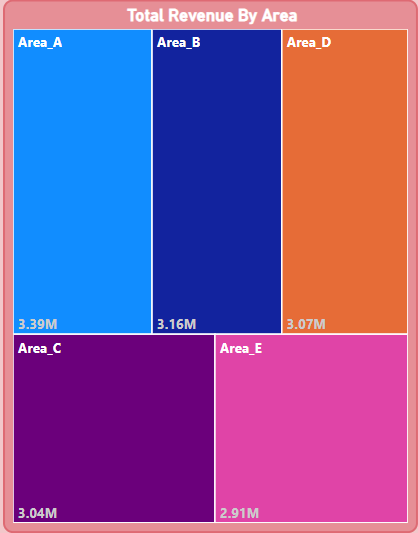 Total Revenue By Area
Area_A
Area_B
Area_D
3.39M
3.16M
3.07M
Area_C
Area_E
3.04M
2.91M